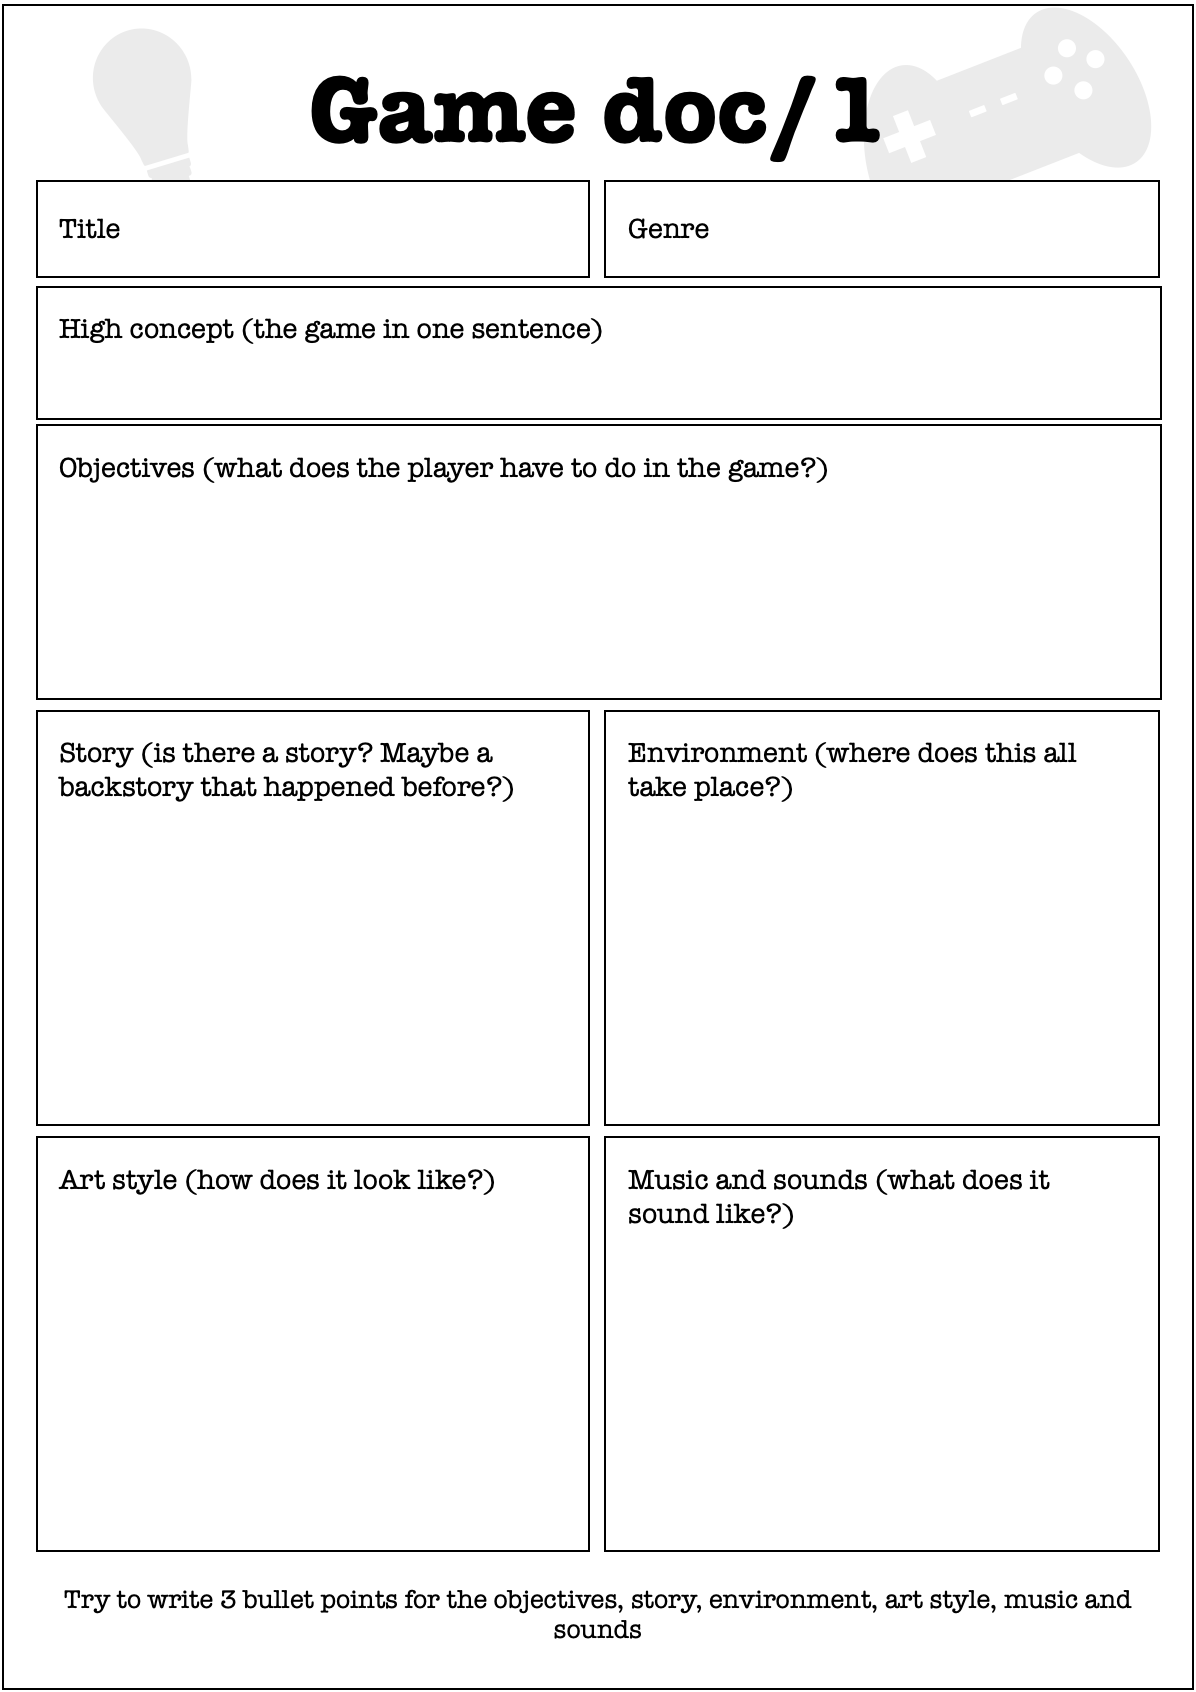 Game doc/1
Title
Genre
High concept (the game in one sentence)
Objectives (what does the player have to do in the game?)
Story (is there a story? Maybe a
backstory that happened before?)
Environment (where does this all
take place?)
Art style (how does it look like?)
Music and sounds (what does it
sound like?)
Try to write 3 bullet points for the objectives, story, environment, art style, music and
sounds